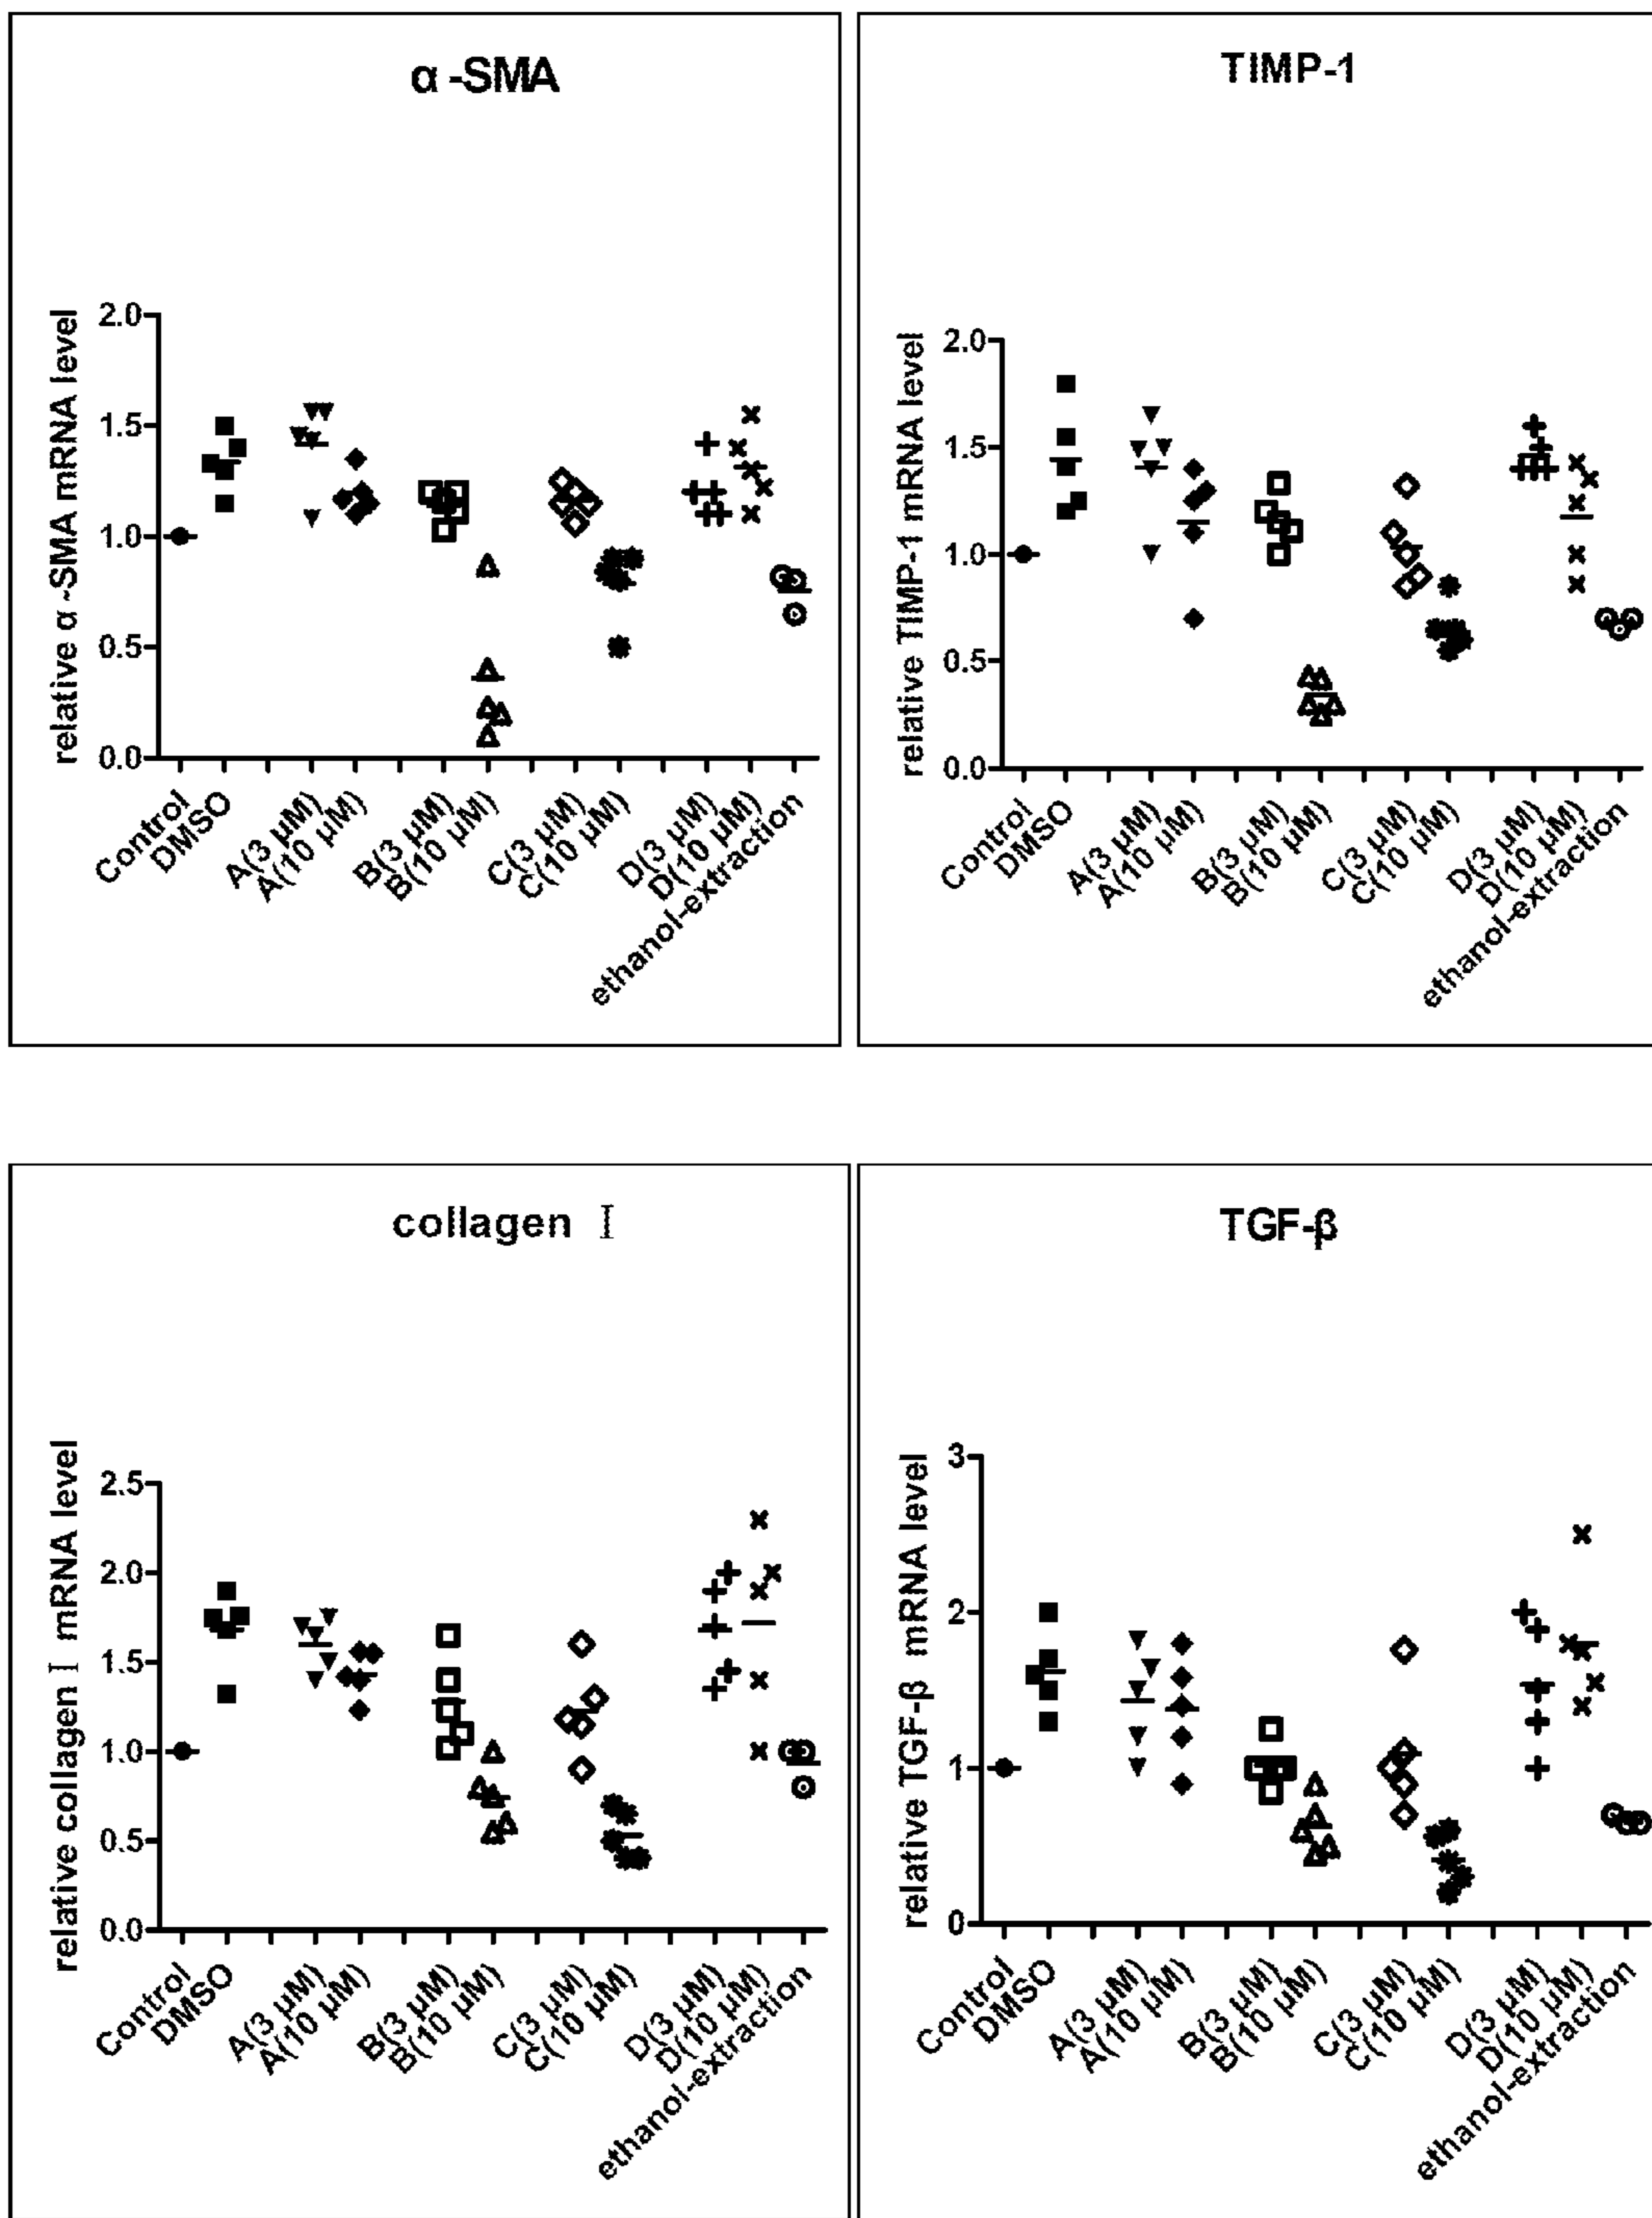 α-SMA
relative α-SMA mRNA level
2.0
1.5
1.0
0.5
0.0
Control
DMSO
A(3 μM)
A(10 μM)
B(3 μM)
B(10 μM)
C(3 μM)
C(10 μM)
D(3 μM)
D(10 μM)
ethanol-extraction
TIMP-1
relative TIMP-1 mRNA level
2.0
1.5
1.0
0.5
0.0
Control
DMSO
A(3 μM)
A(10 μM)
B(3 μM)
B(10 μM)
C(3 μM)
C(10 μM)
D(3 μM)
D(10 μM)
ethanol-extraction
collagen Ⅰ
relative collagen Ⅰ mRNA level
2.5
2.0
1.5
1.0
0.5
0.0
Control
DMSO
A(3 μM)
A(10 μM)
B(3 μM)
B(10 μM)
C(3 μM)
C(10 μM)
D(3 μM)
D(10 μM)
ethanol-extraction
TGF-β
relative TGF-β mRNA level
3
2
1
0
Control
DMSO
A(3 μM)
A(10 μM)
B(3 μM)
B(10 μM)
C(3 μM)
C(10 μM)
D(3 μM)
D(10 μM)
ethanol-extraction